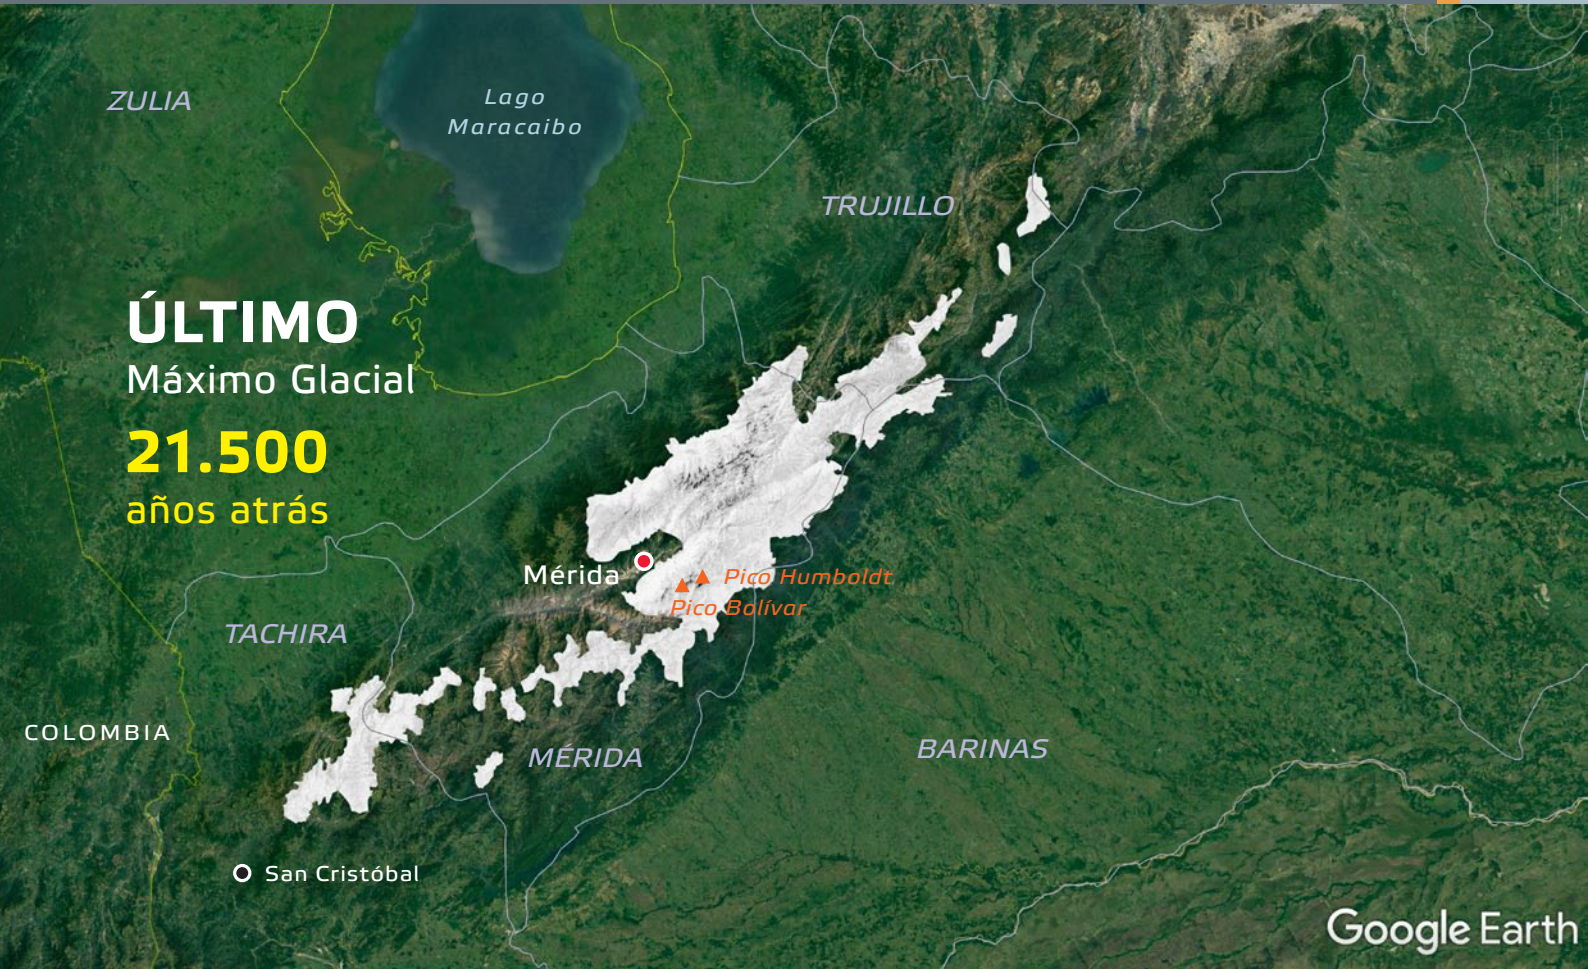 ZULIA
Lago
Maracaibo
TRUJILLO
ÚLTIMO
Máximo Glacial
21.500
años atrás
Mérida
Pico Humboldt
Pico Bolívar
TACHIRA
COLOMBIA
MÉRIDA
BARINAS
San Cristóbal
Google Earth